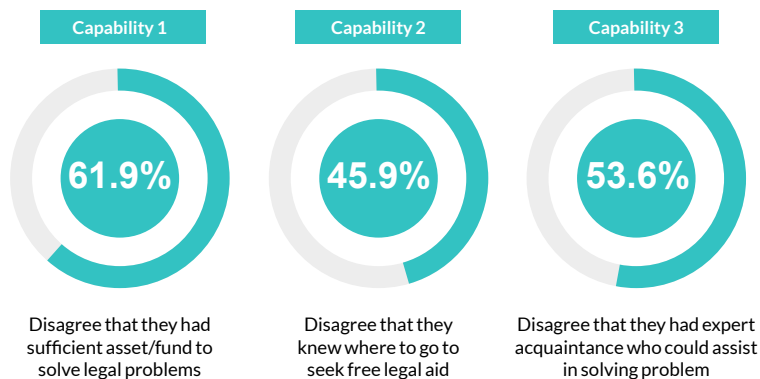 Capability 1
Capability 2
Capability 3
61.9%
45.9%
53.6%
Disagree that they had
sufficient asset/fund to
solve legal problems
Disagree that they
knew where to go to
seek free legal aid
Disagree that they had expert
acquaintance who could assist
in solving problem